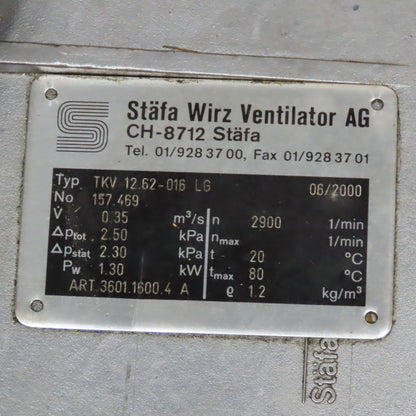 Stäfa Wirz Ventilator AG
CH-8712 Stäfa
Tel. 01/928 37 00, Fax 01/928 37 01
Typ TKV 12.62-016 LG 06/2000
No 157.469
V̇ 0.35 m³/s n 2900 1/min
Δptot 2.50 kPa nmax 1/min
Δpstat 2.30 kPa t 20 °C
Pw 1.30 kW tmax 80 °C
ART.3601.1600.4 A ϱ 1.2 kg/m³
Stäfa